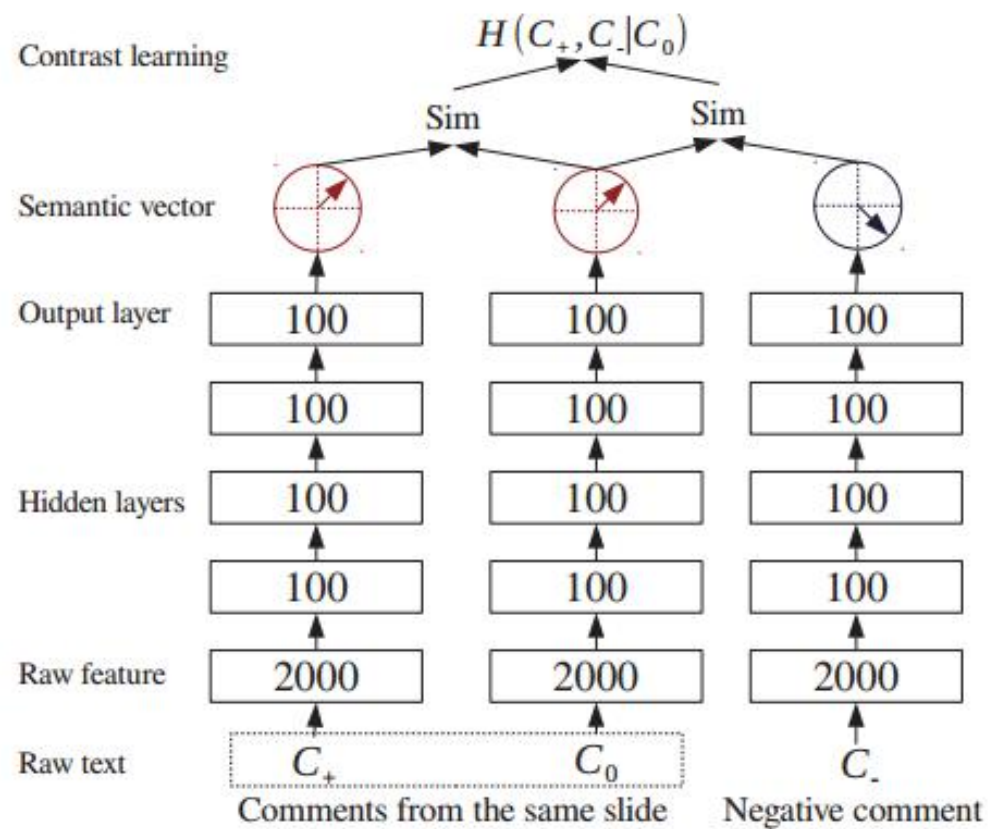 Contrast learning H(C₊,C₋|C₀)
Sim Sim
Semantic vector
Output layer 100 100 100
100 100 100
Hidden layers 100 100 100
100 100 100
Raw feature 2000 2000 2000
Raw text C₊ C₀ C₋
Comments from the same slide Negative comment